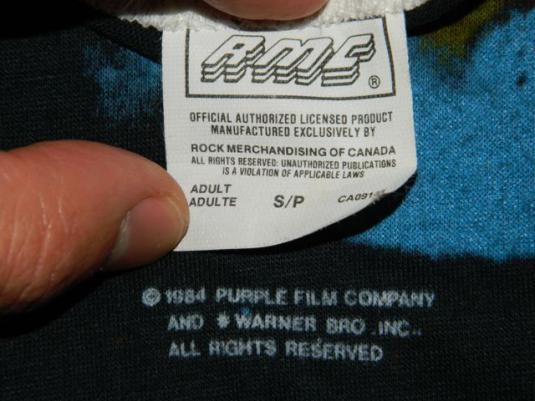 RMC ®
OFFICIAL AUTHORIZED LICENSED PRODUCT
MANUFACTURED EXCLUSIVELY BY
ROCK MERCHANDISING OF CANADA
ALL RIGHTS RESERVED: UNAUTHORIZED PUBLICATIONS
IS A VIOLATION OF APPLICABLE LAWS
ADULT
ADULTE S/P
© 1984 PURPLE FILM COMPANY
AND * WARNER BRO .INC..
ALL RIGHTS RESERVED